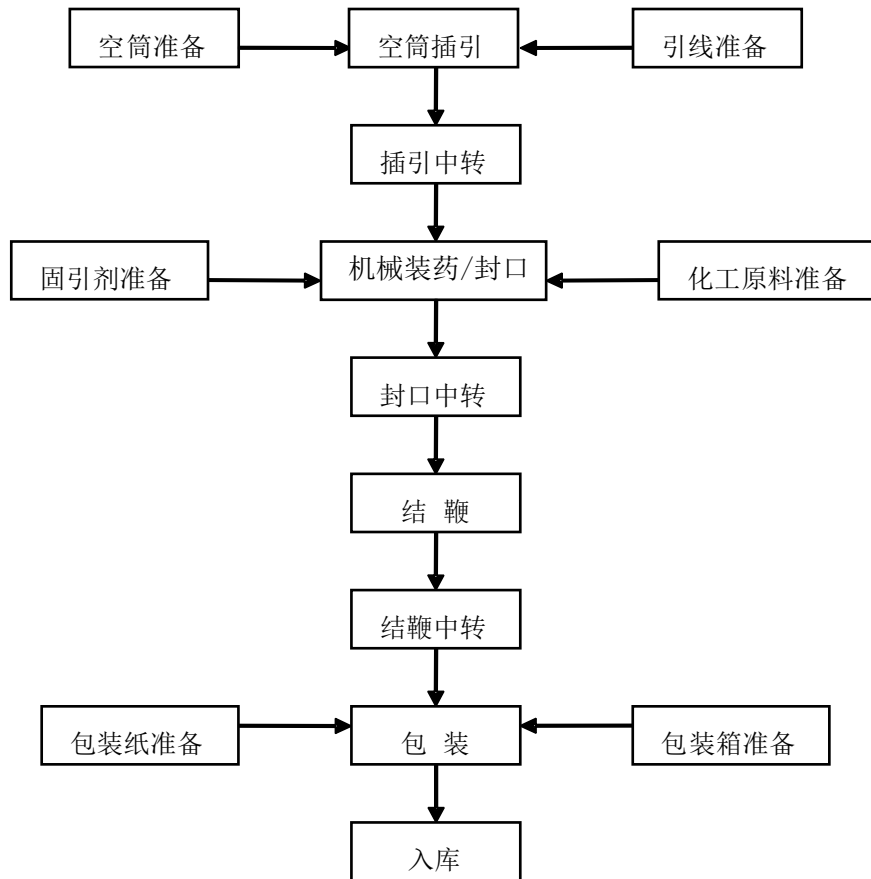 空筒准备
空筒插引
引线准备
插引中转
固引剂准备
机械装药/封口
化工原料准备
封口中转
结 鞭
结鞭中转
包装纸准备
包 装
包装箱准备
入库